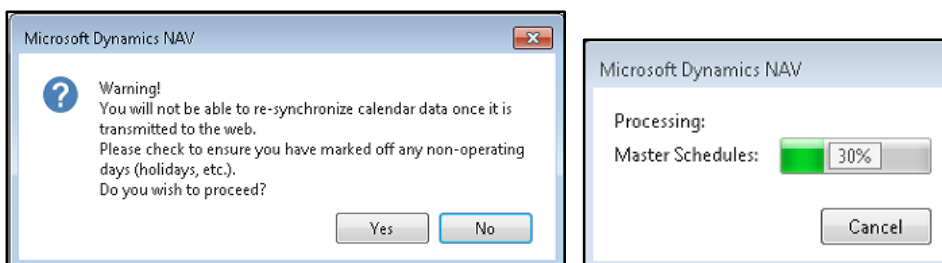 Microsoft Dynamics NAV
Warning!
You will not be able to re-synchronize calendar data once it is
transmitted to the web.
Please check to ensure you have marked off any non-operating
days (holidays, etc.).
Do you wish to proceed?
Yes
No
Microsoft Dynamics NAV
Processing:
Master Schedules:
30%
Cancel